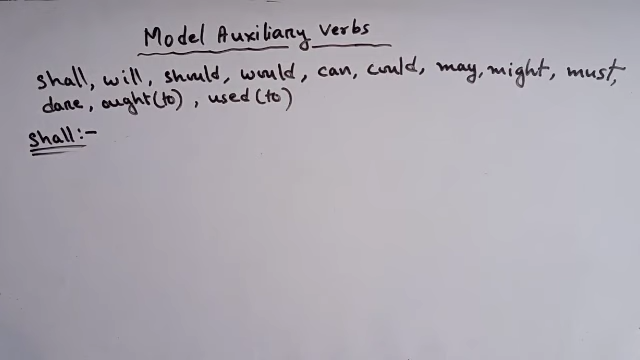 Model Auxiliary Verbs
shall, will, should, would, can, could, may, might, must,
dare, ought(to), used(to)
Shall:-